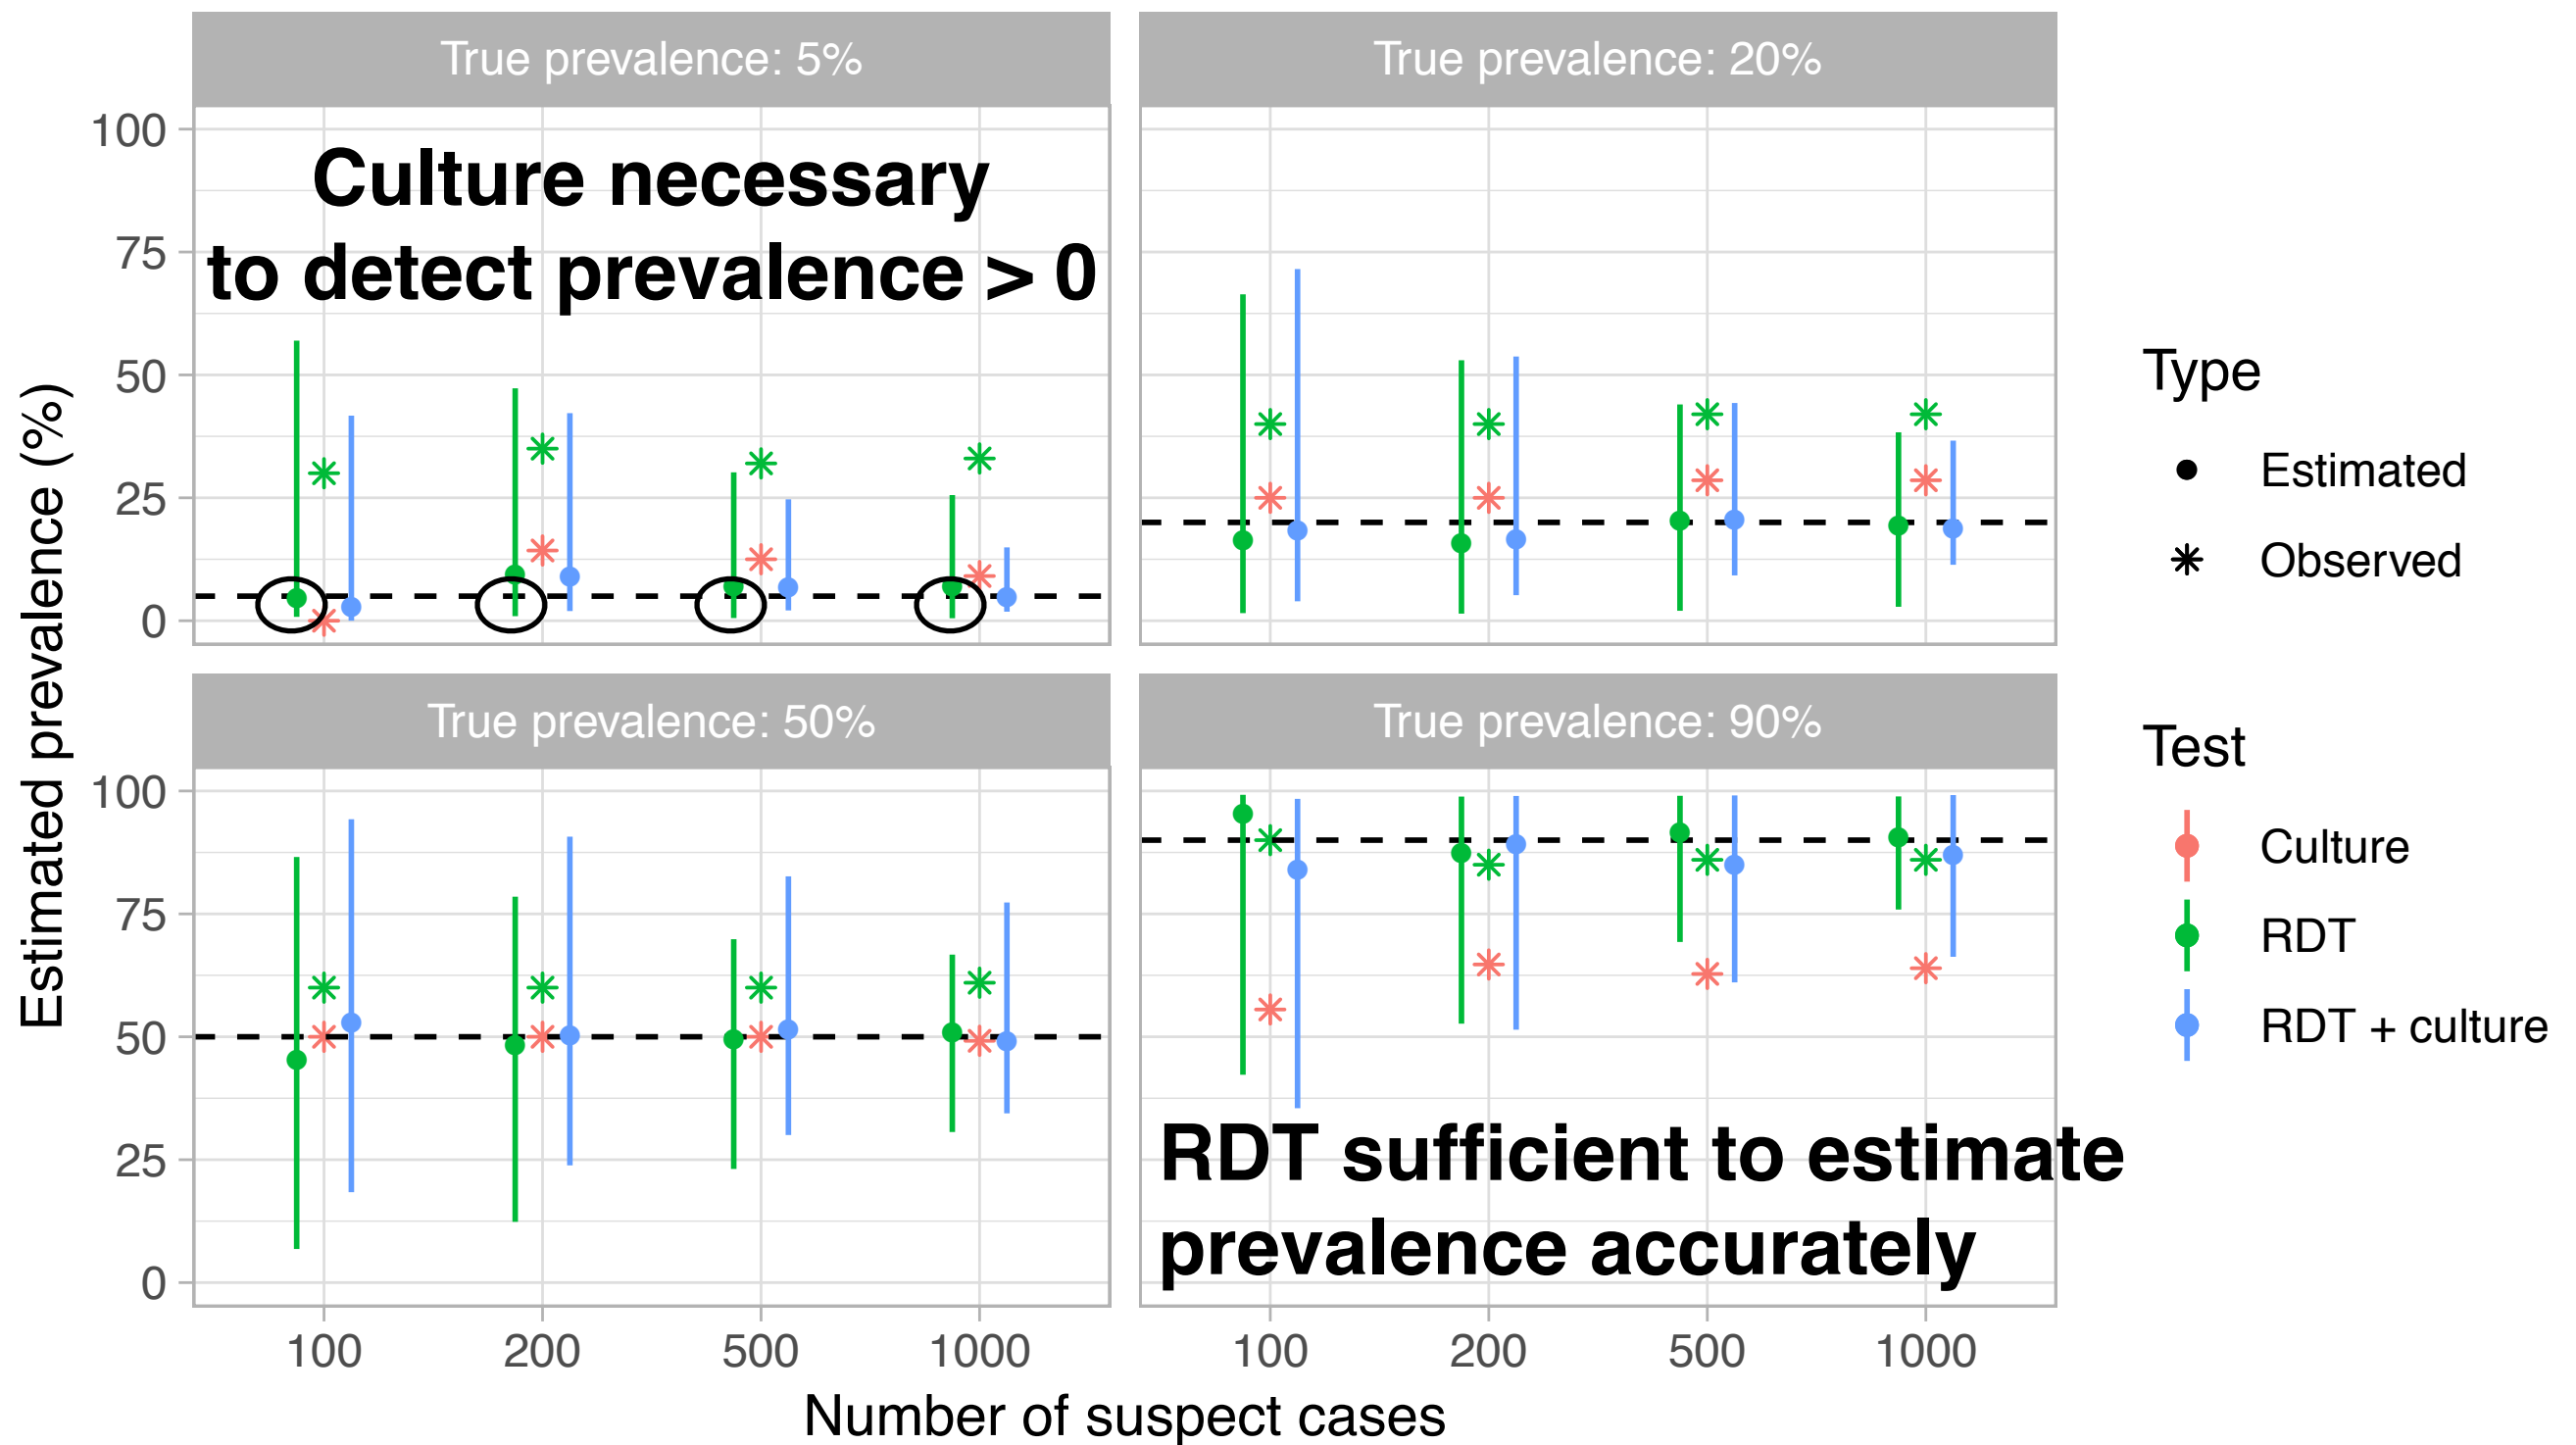 True prevalence: 5%
True prevalence: 20%
100
75
50
25
0
Culture necessary
to detect prevalence > 0
True prevalence: 50%
True prevalence: 90%
100
75
50
25
0
RDT sufficient to estimate
prevalence accurately
100 200 500 1000
100 200 500 1000
Number of suspect cases
Estimated prevalence (%)
Type
Estimated
Observed
Test
Culture
RDT
RDT + culture